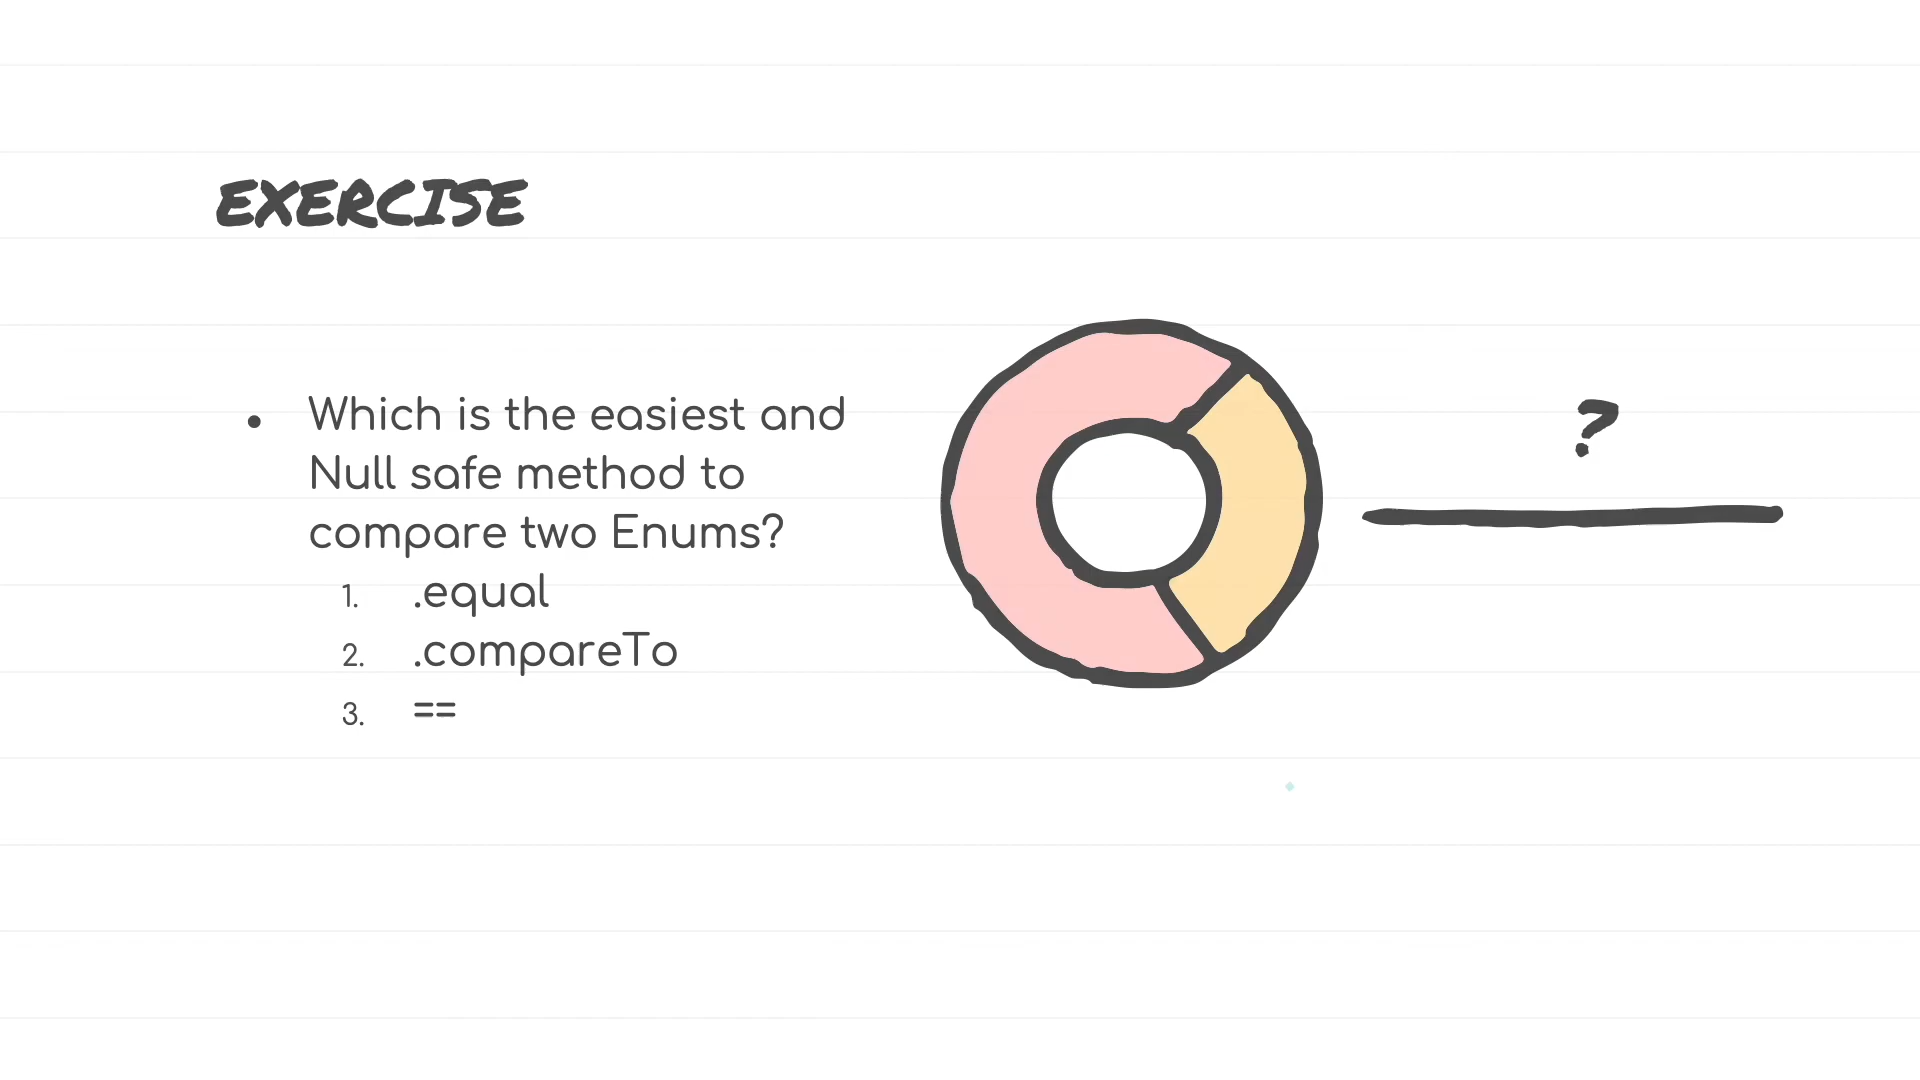 EXERCISE
• Which is the easiest and
Null safe method to
compare two Enums?
1. .equal
2. .compareTo
3. ==
?